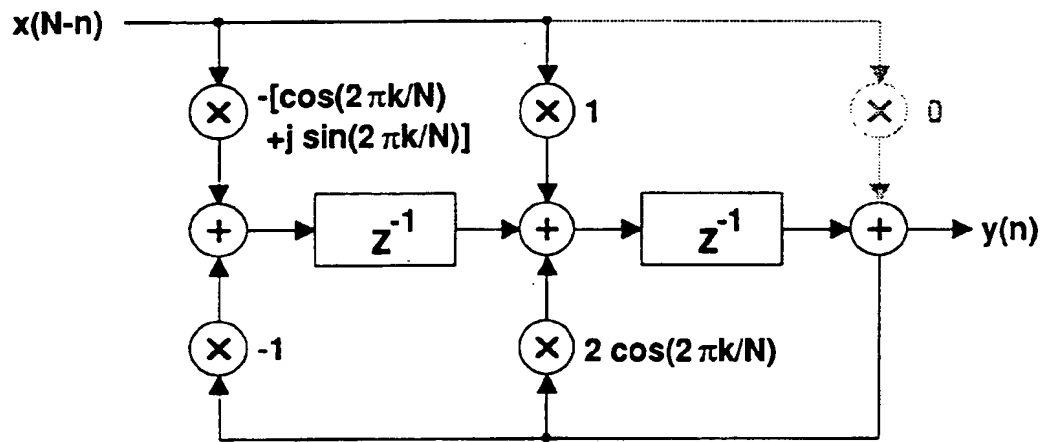 x(N-n)
-[cos(2πk/N)
+j sin(2πk/N)]
1
0
z⁻¹
z⁻¹
y(n)
-1
2 cos(2πk/N)